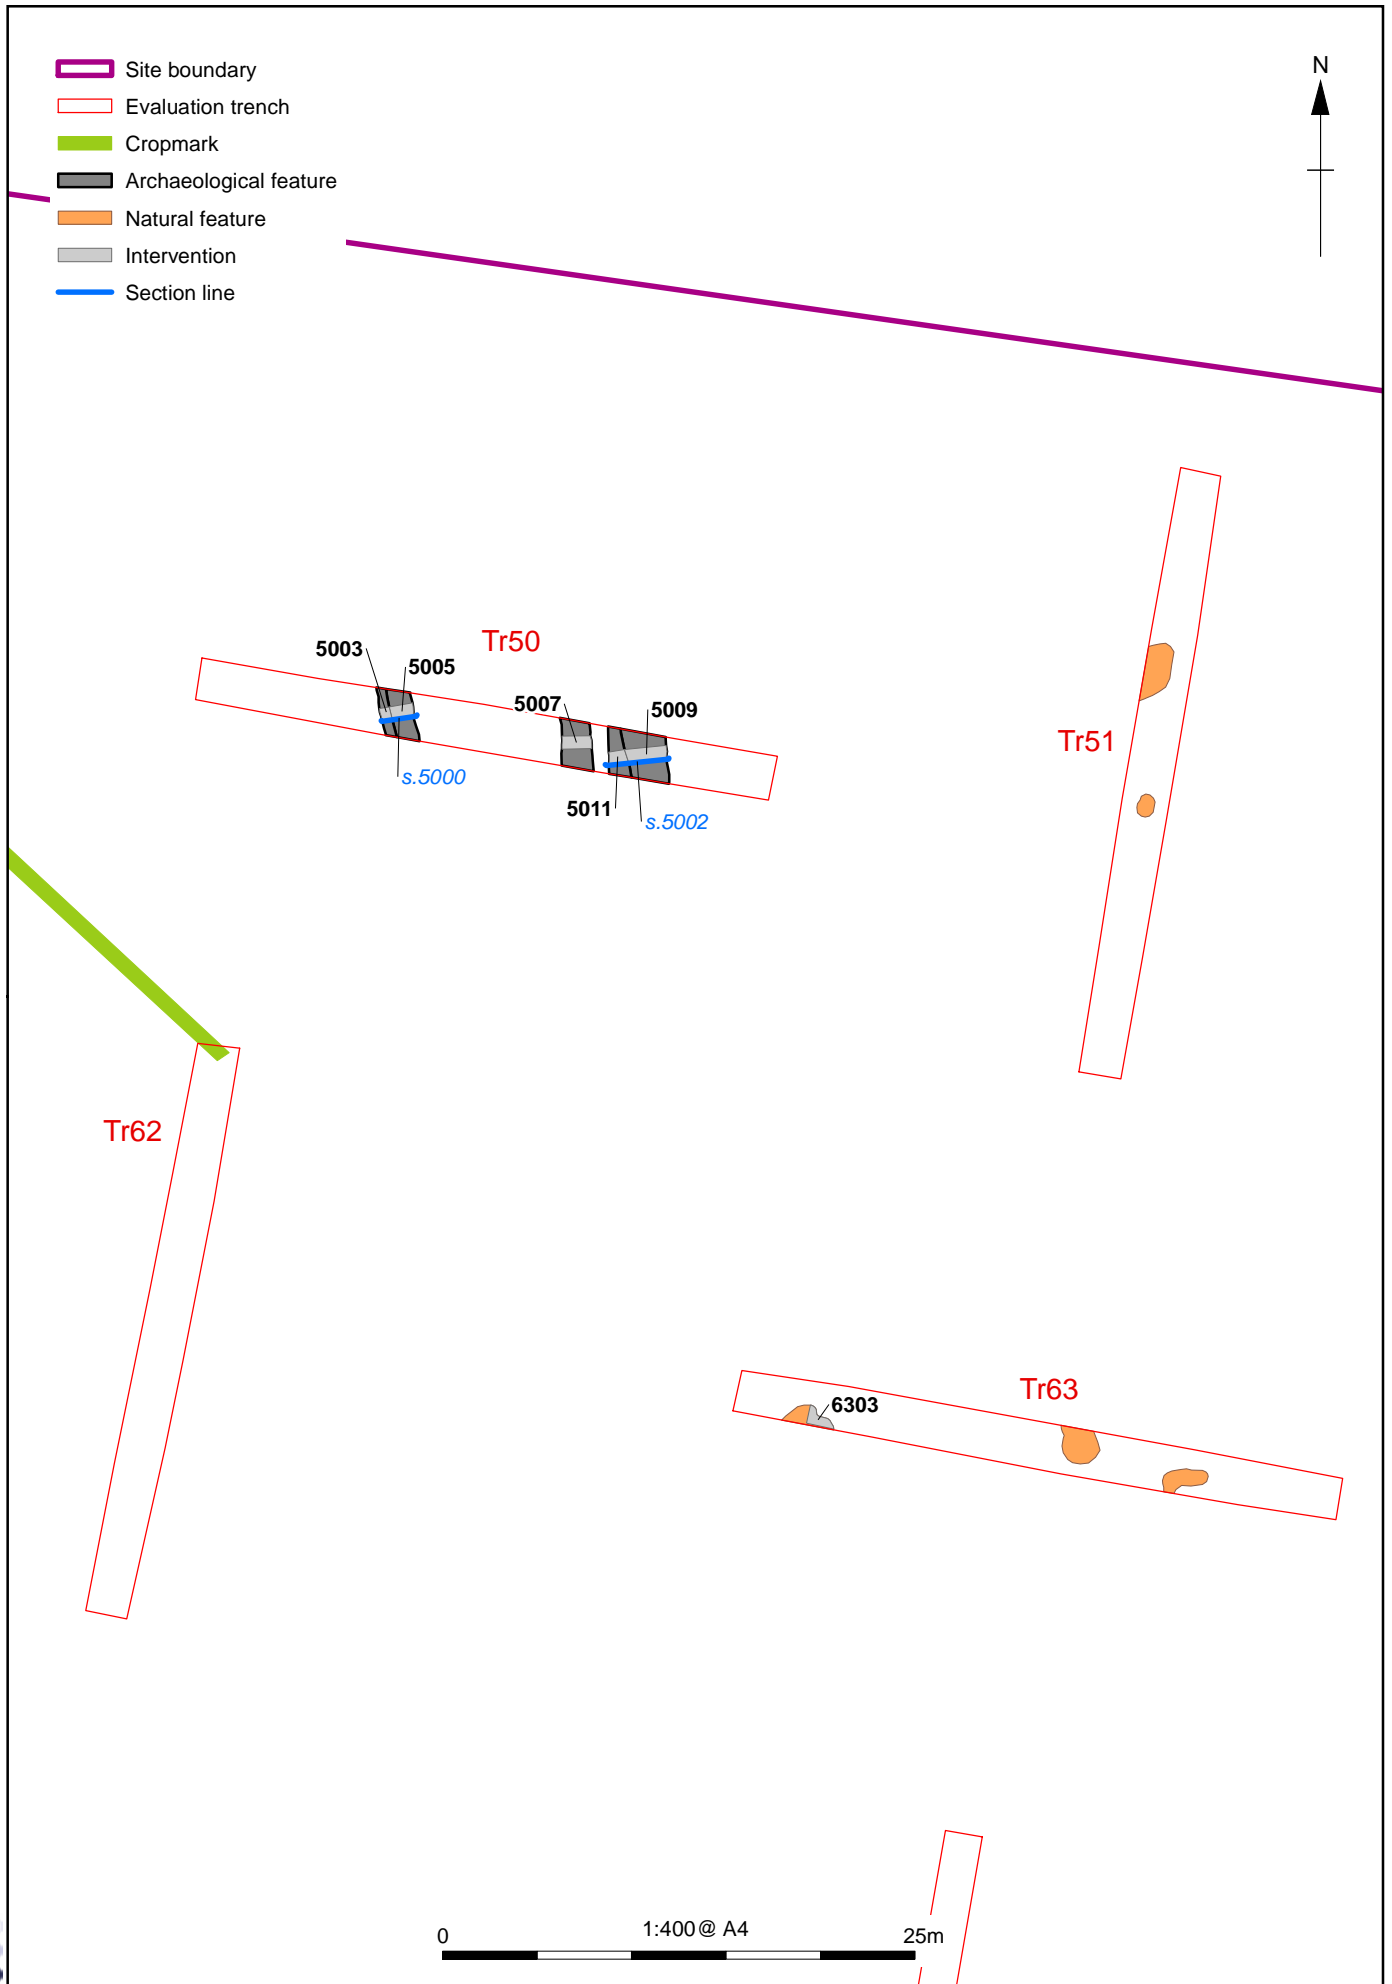 Site boundary
Evaluation trench
Cropmark
Archaeological feature
Natural feature
Intervention
Section line
N
Tr50
5003
5005
5007
5009
s.5000
5011
s.5002
Tr51
Tr62
Tr63
6303
0
1:400 @ A4
25m